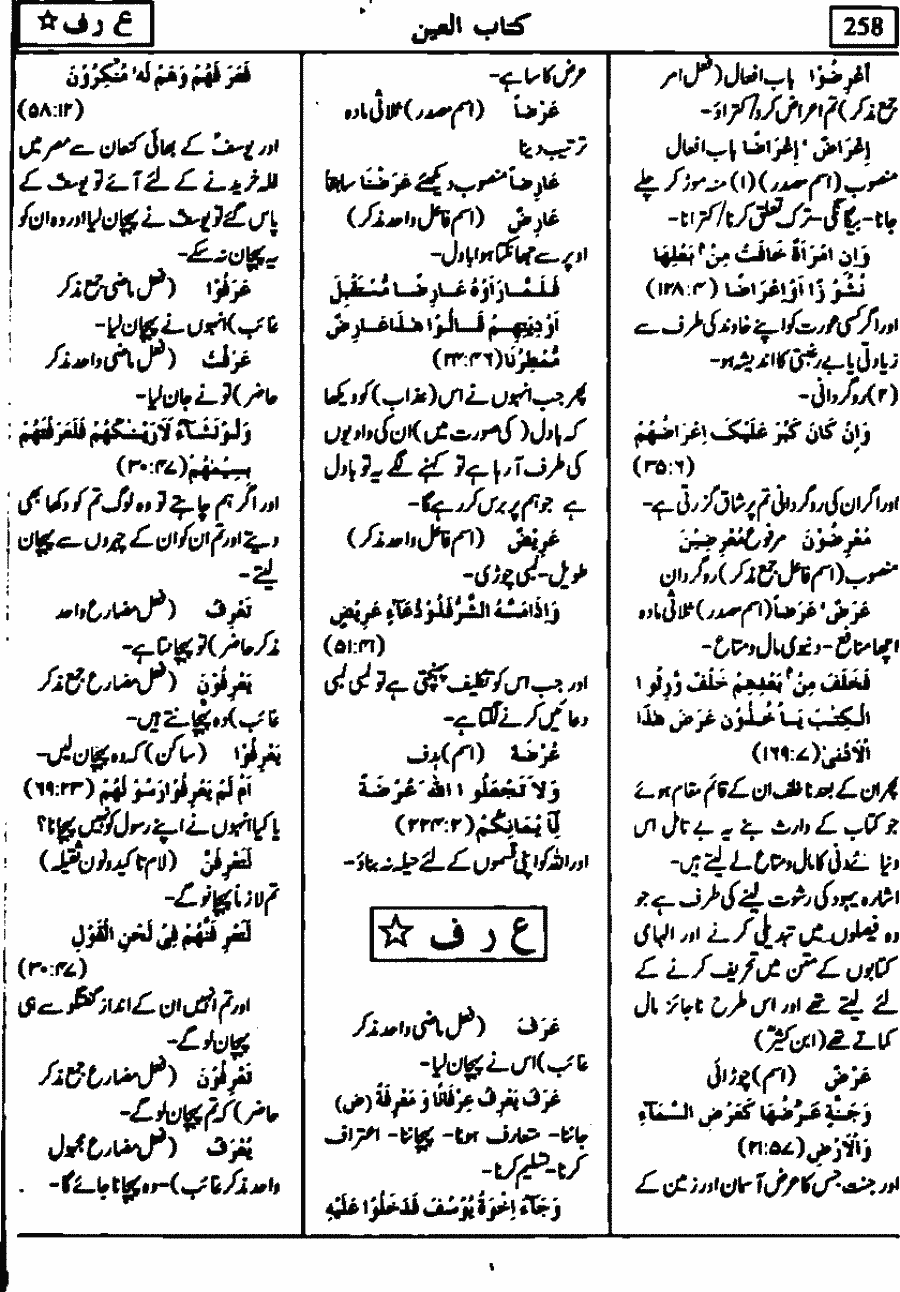 258
کتاب العین
ع ر ف ☆
اَعْرِضُوْا باب افعال (فعل امر
جمع مذکر) تم اعراض کرو/کتراؤ۔
اِعْرَاضٌ، اِعْرَاضًا باب افعال
منصوب (اسم مصدر) (۱) منہ موڑ کر چلے
جانا۔ بیگانگی۔ ترک تعلق کرنا/کترانا۔
وَاِنِ امْرَاَۃٌ خَافَتْ مِنْۢ بَعْلِهَا
نُشُوْزًا اَوْاِعْرَاضًا (۱۲۸:۴)
اور اگر کسی عورت کو اپنے خاوند کی طرف سے
زیادتی یا بے رغبتی کا اندیشہ ہو۔
(۲) روگردانی۔
وَاِنْ کَانَ کَبُرَ عَلَیْکَ اِعْرَاضُهُمْ
(۳۵:۶)
اور اگر ان کی روگردانی تم پر شاق گزرتی ہے۔
مُعْرِضُوْنَ مرفوع مُعْرِضِیْنَ
منصوب (اسم فاعل جمع مذکر) روگردان
عَرَضٌ، عَرَضاً (اسم مصدر) ثلاثی مادہ
اچھا منافع۔ دنیوی مال و متاع۔
فَخَلَفَ مِنْۢ بَعْدِهِمْ خَلْفٌ وَّرِثُوا
الْکِتٰبَ یَاْخُذُوْنَ عَرَضَ هٰذَا
الْاَدْنٰی (۱۶۹:۷)
پھر ان کے بعد ناخلف ان کے قائم مقام ہوئے
جو کتاب کے وارث بنے یہ بے تامل اس
دنیائے دنی کا مال و متاع لے لیتے ہیں۔
اشارہ یہود کی رشوت لینے کی طرف ہے جو
وہ فیصلوں میں تبدیلی کرنے اور الہامی
کتابوں کے متن میں تحریف کرنے کے
لئے لیتے تھے اور اس طرح ناجائز مال
کماتے تھے (ابن کثیرؒ)
عَرْضٌ (اسم) چوڑائی
وَجَنَّةٍ عَرْضُهَا کَعَرْضِ السَّمَآءِ
وَالْاَرْضِ (۲۱:۵۷)
اور جنت جس کا عرض آسمان اور زمین کے
عرض کا سا ہے۔
عَرْضاً (اسم مصدر) ثلاثی مادہ
ترتیب دینا
عَارِضاً منصوب دیکھئے عَرَضْنَا سابقاً
عَارِضٌ (اسم فاعل واحد مذکر)
اوپر سے جھانکتا ہوا بادل۔
فَلَمَّا رَاَوْهُ عَارِضًا مُّسْتَقْبِلَ
اَوْدِیَتِهِمْ قَالُوْا هٰذَا عَارِضٌ
مُّمْطِرُنَا (۲۴:۴۶)
پھر جب انہوں نے اس (عذاب) کو دیکھا
کہ بادل (کی صورت میں) ان کی وادیوں
کی طرف آ رہا ہے تو کہنے لگے یہ تو بادل
ہے جو ہم پر برس کر رہے گا۔
عَرِیْضٌ (اسم فاعل واحد مذکر)
طویل۔ لمبی چوڑی۔
وَاِذَامَسَّهُ الشَّرُّ فَذُوْ دُعَآءٍ عَرِیْضٍ
(۵۱:۴۱)
اور جب اس کو تکلیف پہنچتی ہے تو لمبی لمبی
دعائیں کرنے لگتا ہے۔
عُرْضَةً (اسم) ہدف
وَلَا تَجْعَلُوا اللّٰهَ عُرْضَةً
لِّاَیْمَانِکُمْ (۲۲۴:۲)
اور اللہ کو اپنی قسموں کے لئے حیلہ نہ بناؤ۔
ع ر ف ☆
عَرَفَ (فعل ماضی واحد مذکر
غائب) اس نے پہچان لیا۔
عَرَفَ یَعْرِفُ عِرْفَانًا وَ مَعْرِفَةً (ض)
جاننا۔ متعارف ہونا۔ پہچاننا۔ اعتراف
کرنا۔ تسلیم کرنا۔
وَجَآءَ اِخْوَةُ یُوْسُفَ فَدَخَلُوْا عَلَیْهِ
فَعَرَفَهُمْ وَهُمْ لَهٗ مُنْکِرُوْنَ
(۵۸:۱۲)
اور یوسفؑ کے بھائی کنعان سے مصر میں
غلہ خریدنے کے لئے آئے تو یوسفؑ کے
پاس گئے تو یوسفؑ نے پہچان لیا اور وہ ان کو
یہ پہچان نہ سکے۔
عَرَفُوْا (فعل ماضی جمع مذکر
غائب) انہوں نے پہچان لیا۔
عَرَفْتَ (فعل ماضی واحد مذکر
حاضر) تو نے جان لیا۔
وَلَوْ نَشَآءُ لَاَرَیْنٰکَهُمْ فَلَعَرَفْتَهُمْ
بِسِیْمٰهُمْ (۳۰:۴۷)
اور اگر ہم چاہتے تو وہ لوگ تم کو دکھا بھی
دیتے اور تم ان کو ان کے چہروں سے پہچان
لیتے۔
تَعْرِفُ (فعل مضارع واحد
مذکر حاضر) تو پہچانتا ہے۔
یَعْرِفُوْنَ (فعل مضارع جمع مذکر
غائب) وہ پہچانتے ہیں۔
یَعْرِفُوْا (ساکن) کہ وہ پہچان لیں۔
اَمْ لَمْ یَعْرِفُوْا رَسُوْلَهُمْ (۶۹:۲۳)
یا کیا انہوں نے اپنے رسول کو نہیں پہچانا؟
لَتَعْرِفَنَّ (لام تاکید و نون ثقیلہ)
تم لازماً پہچانو گے۔
لَتَعْرِفَنَّهُمْ فِیْ لَحْنِ الْقَوْلِ
(۳۰:۴۷)
اور تم انہیں ان کے انداز گفتگو سے ہی
پہچان لو گے۔
تَعْرِفُوْنَ (فعل مضارع جمع مذکر
حاضر) کہ تم پہچان لو گے۔
یُعْرَفُ (فعل مضارع مجہول
واحد مذکر غائب)۔ وہ پہچانا جائے گا۔
۱